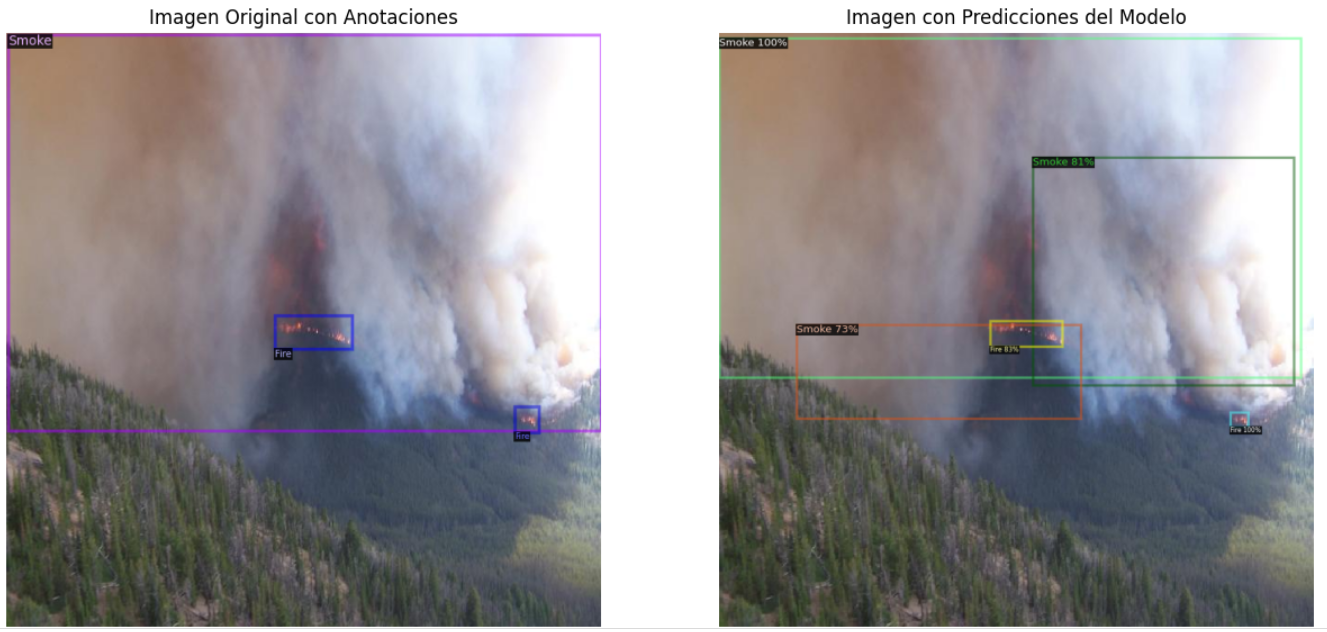 Imagen Original con Anotaciones
Smoke
Fire
Fire
Imagen con Predicciones del Modelo
Smoke 100%
Smoke 81%
Smoke 73%
Fire 83%
Fire 100%